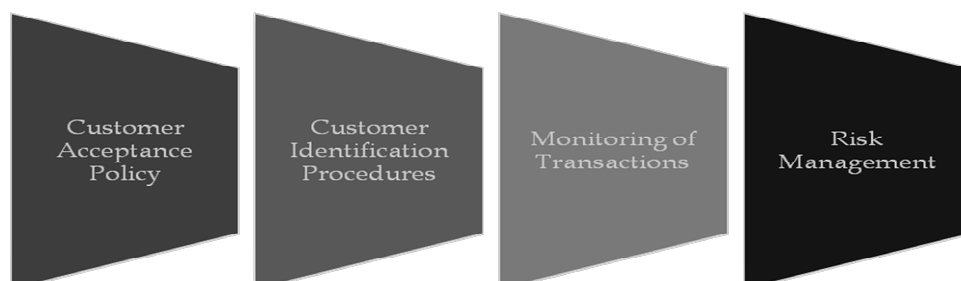 Customer
Acceptance
Policy
Customer
Identification
Procedures
Monitoring of
Transactions
Risk
Management